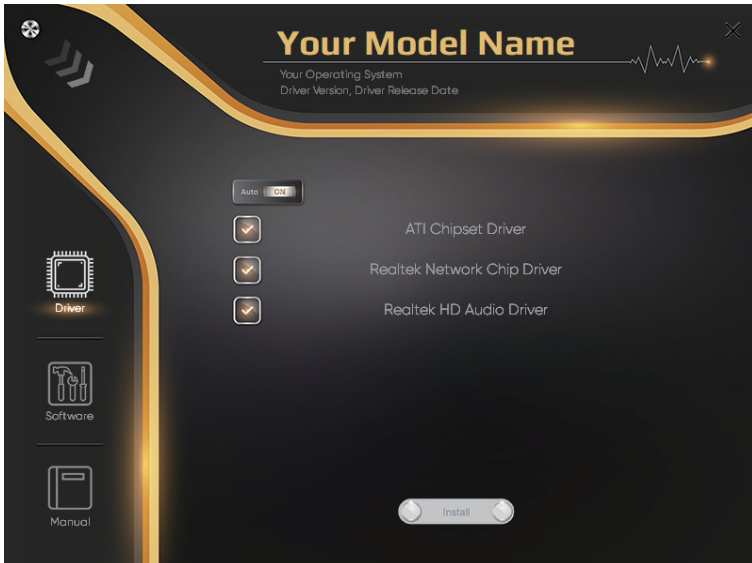 Your Model Name
Your Operating System
Driver Version, Driver Release Date
Auto ON
ATI Chipset Driver
Realtek Network Chip Driver
Realtek HD Audio Driver
Driver
Software
Manual
Install